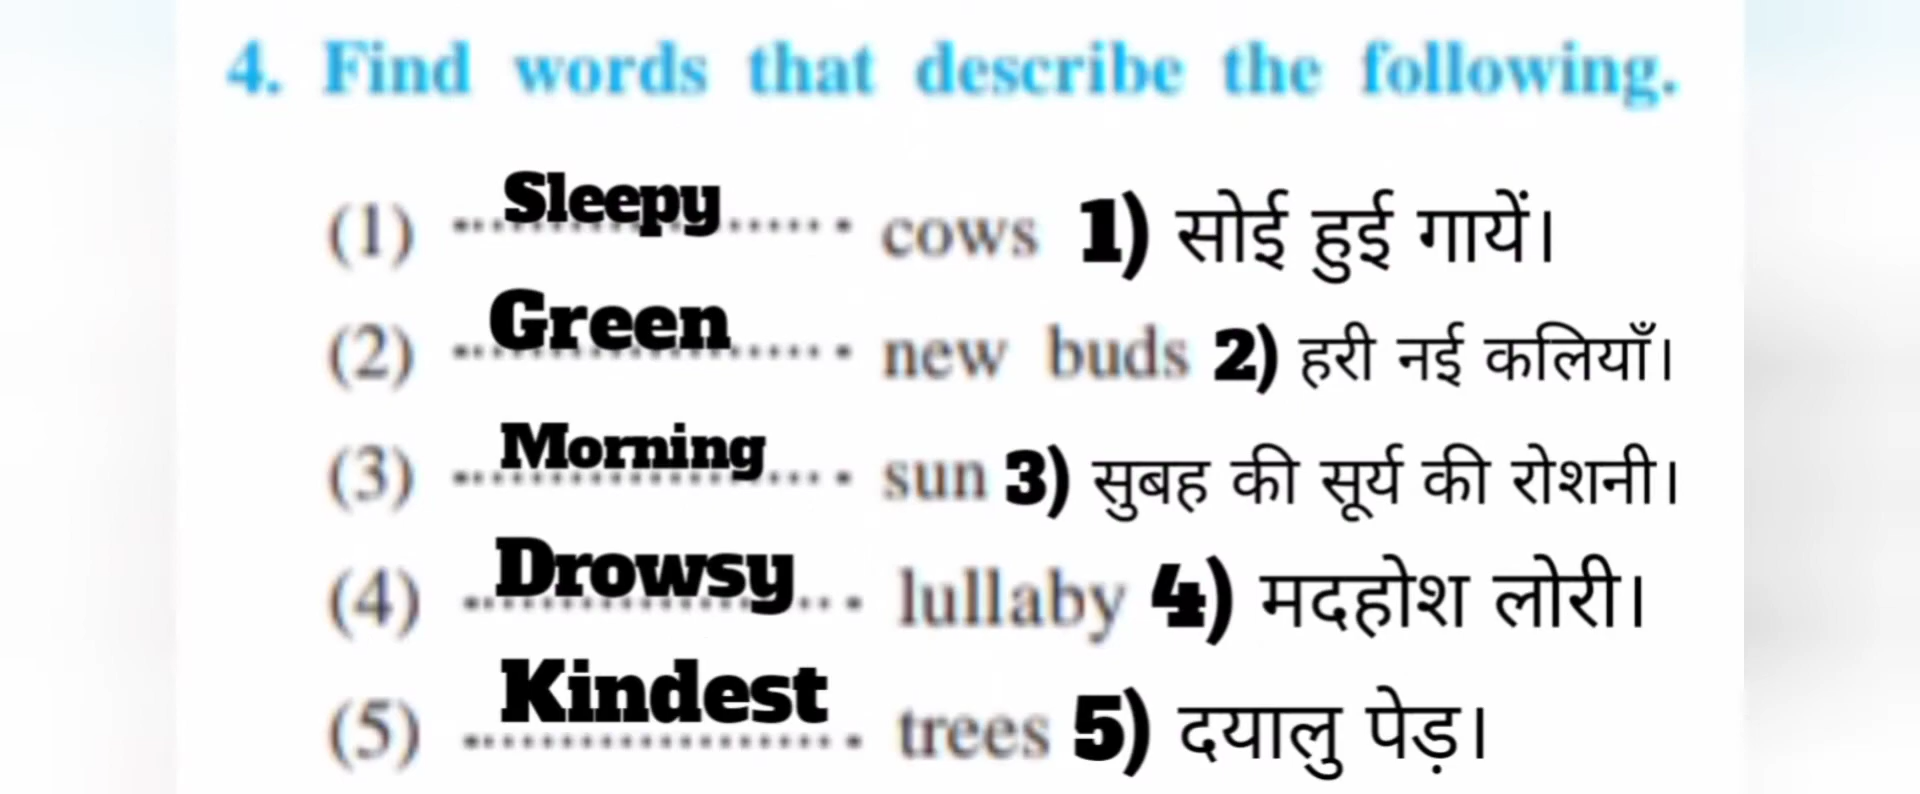 4. Find words that describe the following.
(1) Sleepy cows 1) सोई हुई गायें।
(2) Green new buds 2) हरी नई कलियाँ।
(3) Morning sun 3) सुबह की सूर्य की रोशनी।
(4) Drowsy lullaby 4) मदहोश लोरी।
(5) Kindest trees 5) दयालु पेड़।